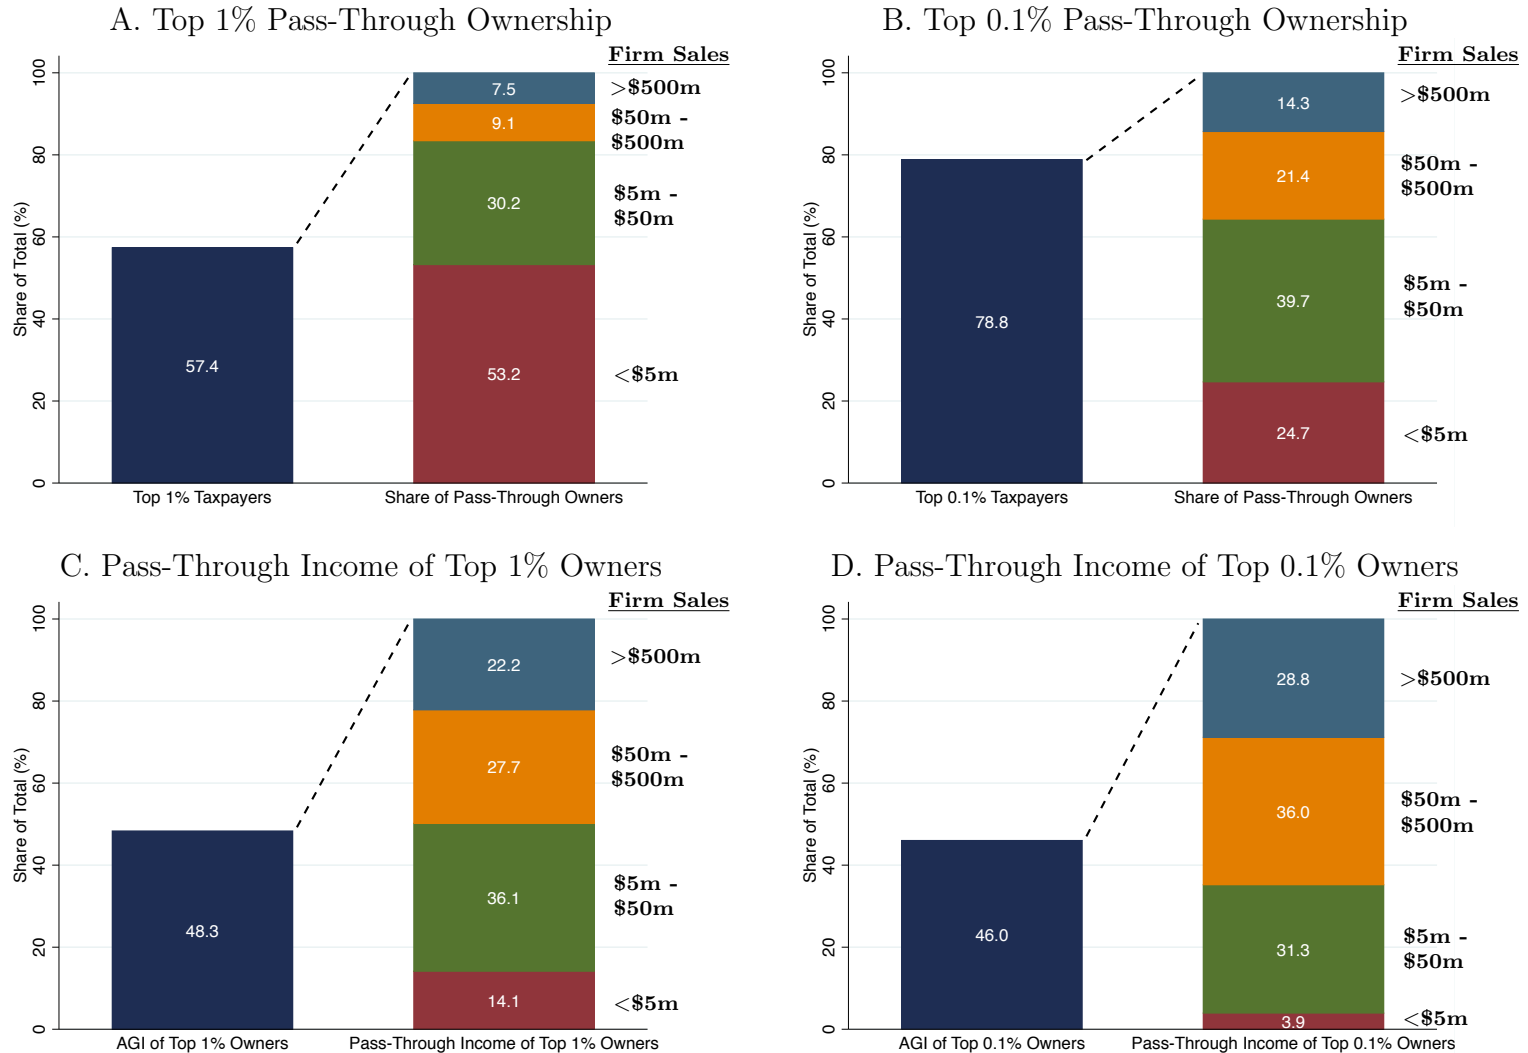 A. Top 1% Pass-Through Ownership
Firm Sales
Share of Total (%)
100
80
60
40
20
0
57.4
7.5
9.1
30.2
53.2
>$500m
$50m -
$500m
$5m -
$50m
<$5m
Top 1% Taxpayers
Share of Pass-Through Owners
B. Top 0.1% Pass-Through Ownership
Firm Sales
Share of Total (%)
100
80
60
40
20
0
78.8
14.3
21.4
39.7
24.7
>$500m
$50m -
$500m
$5m -
$50m
<$5m
Top 0.1% Taxpayers
Share of Pass-Through Owners
C. Pass-Through Income of Top 1% Owners
Firm Sales
Share of Total (%)
100
80
60
40
20
0
48.3
22.2
27.7
36.1
14.1
>$500m
$50m -
$500m
$5m -
$50m
<$5m
AGI of Top 1% Owners
Pass-Through Income of Top 1% Owners
D. Pass-Through Income of Top 0.1% Owners
Firm Sales
Share of Total (%)
100
80
60
40
20
0
46.0
28.8
36.0
31.3
3.9
>$500m
$50m -
$500m
$5m -
$50m
<$5m
AGI of Top 0.1% Owners
Pass-Through Income of Top 0.1% Owners